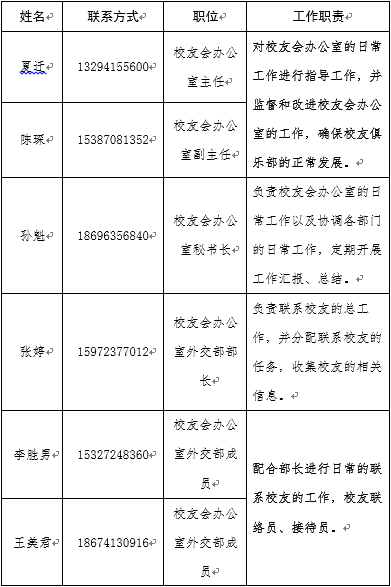 姓名 联系方式 职位 工作职责
夏迁 13294155600 校友会办公室主任 对校友会办公室的日常工作进行指导工作，并监督和改进校友会办公室的工作，确保校友俱乐部的正常发展。
陈琛 15387081352 校友会办公室副主任
孙魁 18696356840 校友会办公室秘书长 负责校友会办公室的日常工作以及协调各部门的日常工作，定期开展工作汇报、总结。
张婷 15972377012 校友会办公室外交部部长 负责联系校友的总工作，并分配联系校友的任务，收集校友的相关信息。
李胜男 15327248360 校友会办公室外交部成员 配合部长进行日常的联系校友的工作，校友联络员、接待员。
王美君 18674130916 校友会办公室外交部成员